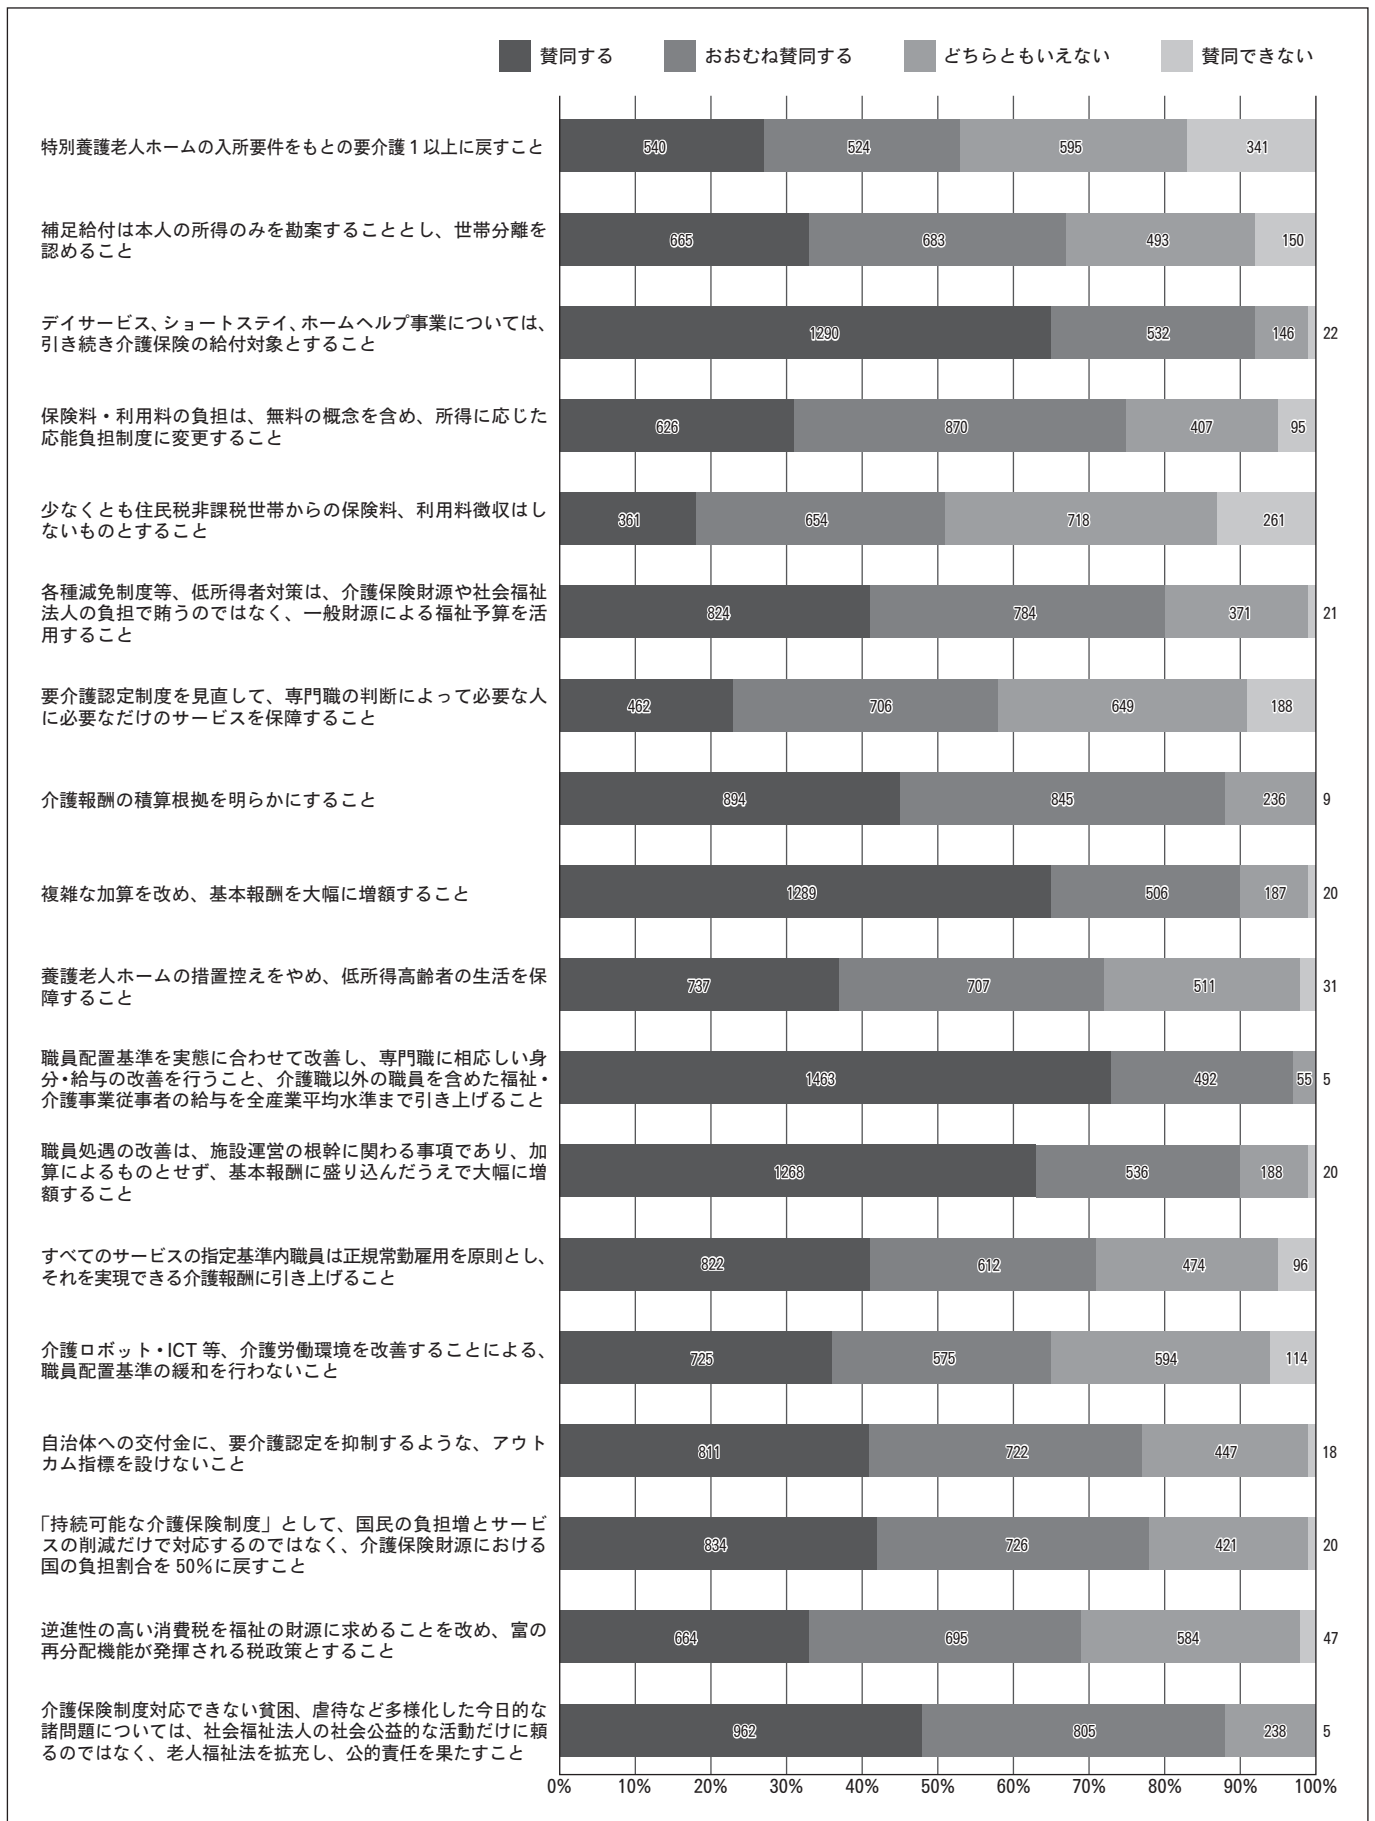 賛同する おおむね賛同する どちらともいえない 賛同できない
特別養護老人ホームの入所要件をもとの要介護1以上に戻すこと
540 524 595 341
補足給付は本人の所得のみを勘案することとし、世帯分離を
認めること
665 683 493 150
デイサービス、ショートステイ、ホームヘルプ事業については、
引き続き介護保険の給付対象とすること
1290 532 146 22
保険料・利用料の負担は、無料の概念を含め、所得に応じた
応能負担制度に変更すること
626 870 407 95
少なくとも住民税非課税世帯からの保険料、利用料徴収はし
ないものとすること
361 654 718 261
各種減免制度等、低所得者対策は、介護保険財源や社会福祉
法人の負担で賄うのではなく、一般財源による福祉予算を活
用すること
824 784 371 21
要介護認定制度を見直して、専門職の判断によって必要な人
に必要なだけのサービスを保障すること
462 706 649 188
介護報酬の積算根拠を明らかにすること
894 845 236 9
複雑な加算を改め、基本報酬を大幅に増額すること
1289 506 187 20
養護老人ホームの措置控えをやめ、低所得高齢者の生活を保
障すること
737 707 511 31
職員配置基準を実態に合わせて改善し、専門職に相応しい身
分・給与の改善を行うこと、介護職以外の職員を含めた福祉・
介護事業従事者の給与を全産業平均水準まで引き上げること
1463 492 55 5
職員処遇の改善は、施設運営の根幹に関わる事項であり、加
算によるものとせず、基本報酬に盛り込んだうえで大幅に増
額すること
1268 536 188 20
すべてのサービスの指定基準内職員は正規常勤雇用を原則とし、
それを実現できる介護報酬に引き上げること
822 612 474 96
介護ロボット・ICT 等、介護労働環境を改善することによる、
職員配置基準の緩和を行わないこと
725 575 594 114
自治体への交付金に、要介護認定を抑制するような、アウト
カム指標を設けないこと
811 722 447 18
「持続可能な介護保険制度」として、国民の負担増とサービ
スの削減だけで対応するのではなく、介護保険財源における
国の負担割合を 50%に戻すこと
834 726 421 20
逆進性の高い消費税を福祉の財源に求めることを改め、富の
再分配機能が発揮される税政策とすること
664 695 584 47
介護保険制度対応できない貧困、虐待など多様化した今日的な
諸問題については、社会福祉法人の社会公益的な活動だけに頼
るのではなく、老人福祉法を拡充し、公的責任を果たすこと
962 805 238 5
0% 10% 20% 30% 40% 50% 60% 70% 80% 90% 100%